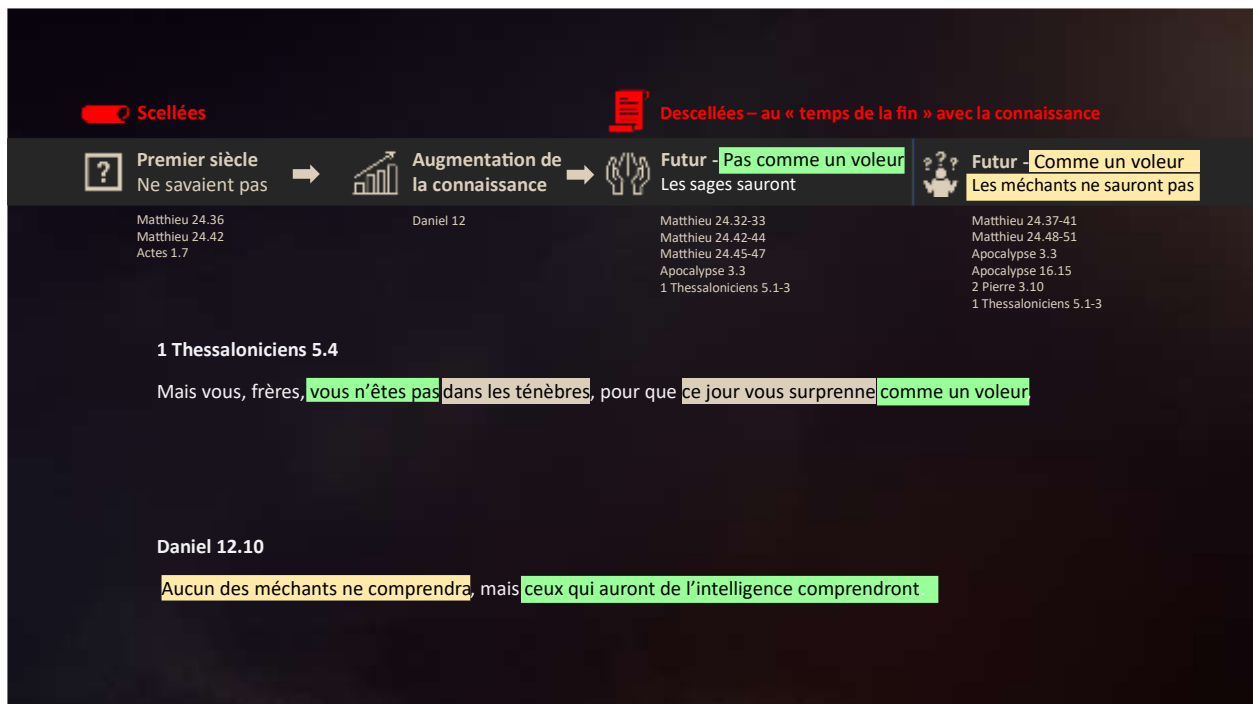 Scellées
Descellées – au « temps de la fin » avec la connaissance
?
Premier siècle
Ne savaient pas
Augmentation de
la connaissance
Futur - Pas comme un voleur
Les sages sauront
???
Futur - Comme un voleur
Les méchants ne sauront pas
Matthieu 24.36
Matthieu 24.42
Actes 1.7
Daniel 12
Matthieu 24.32-33
Matthieu 24.42-44
Matthieu 24.45-47
Apocalypse 3.3
1 Thessaloniciens 5.1-3
Matthieu 24.37-41
Matthieu 24.48-51
Apocalypse 3.3
Apocalypse 16.15
2 Pierre 3.10
1 Thessaloniciens 5.1-3
1 Thessaloniciens 5.4
Mais vous, frères, vous n’êtes pas dans les ténèbres, pour que ce jour vous surprenne comme un voleur
Daniel 12.10
Aucun des méchants ne comprendra, mais ceux qui auront de l’intelligence comprendront